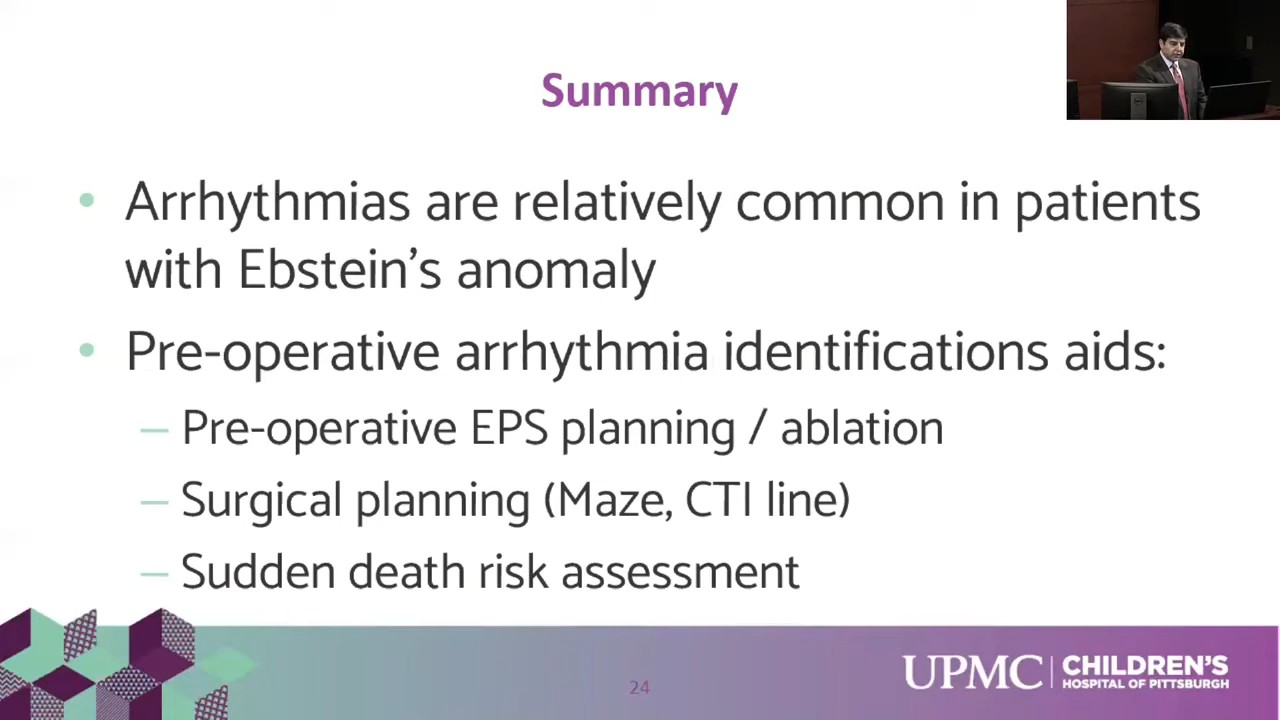 Summary
• Arrhythmias are relatively common in patients
with Ebstein’s anomaly
• Pre-operative arrhythmia identifications aids:
– Pre-operative EPS planning / ablation
– Surgical planning (Maze, CTI line)
– Sudden death risk assessment
24
UPMC | CHILDREN'S
HOSPITAL OF PITTSBURGH